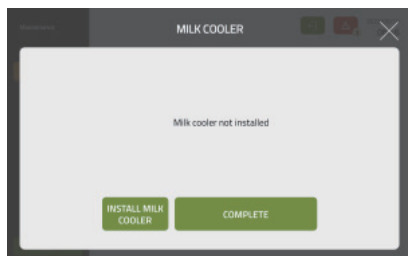 MILK COOLER
Milk cooler not installed
INSTALL MILK
COOLER
COMPLETE